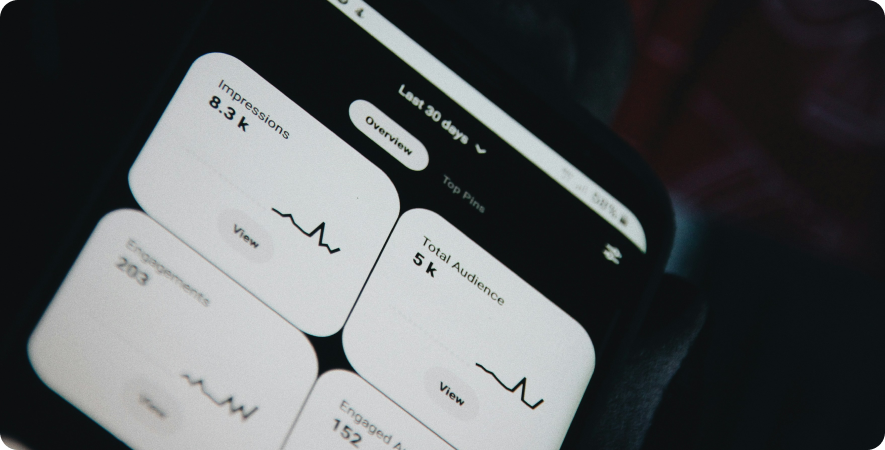 58%
Last 30 days
Overview
Top Pins
Impressions
8.3 k
View
Total Audience
5 k
View
Engagements
203
View
Engaged
152